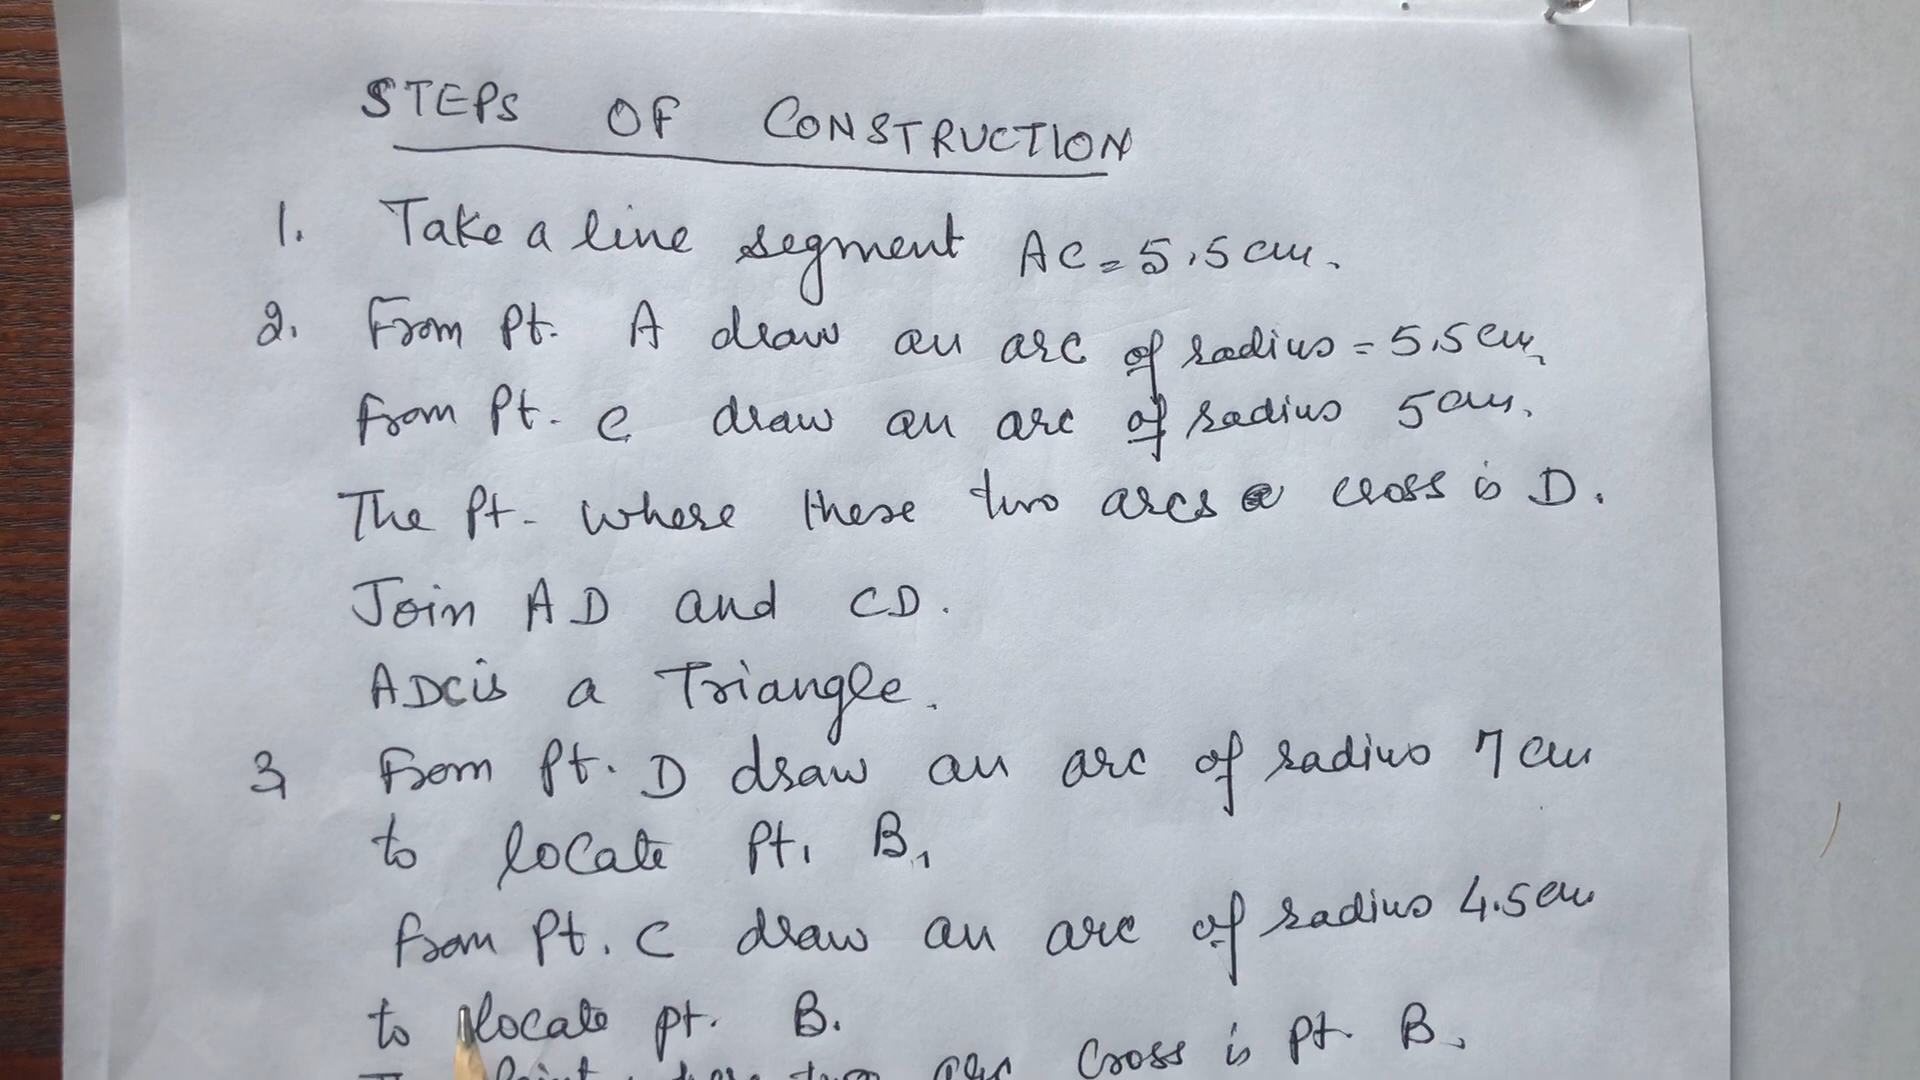 STEPS OF CONSTRUCTION
1. Take a line segment AC = 5.5 cm.
2. From Pt. A draw an arc of radius = 5.5 cm.
From Pt. C draw an arc of radius 5 cm.
The Pt. where these two arcs cross is D.
Join AD and CD.
ADC is a Triangle.
3. From Pt. D draw an arc of radius 7 cm
to locate Pt. B.
from Pt. C draw an arc of radius 4.5 cm
to locate pt. B.
two arc cross is pt. B.